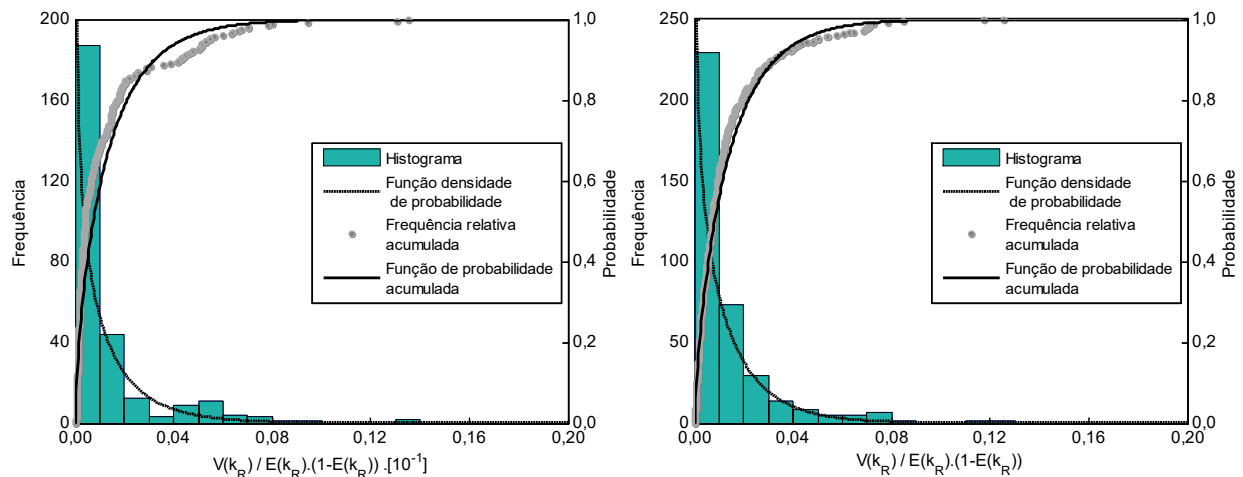 200
160
120
80
40
0
Frequência
1,0
0,8
0,6
0,4
0,2
0,0
Probabilidade
Histograma
Função densidade
de probabilidade
Frequência relativa
acumulada
Função de probabilidade
acumulada
0,00 0,04 0,08 0,12 0,16 0,20
V(k_R) / E(k_R).(1-E(k_R)) .[10⁻¹]
250
200
150
100
50
0
Frequência
1,0
0,8
0,6
0,4
0,2
0,0
Probabilidade
Histograma
Função densidade
de probabilidade
Frequência relativa
acumulada
Função de probabilidade
acumulada
0,00 0,04 0,08 0,12 0,16 0,20
V(k_R) / E(k_R).(1-E(k_R))